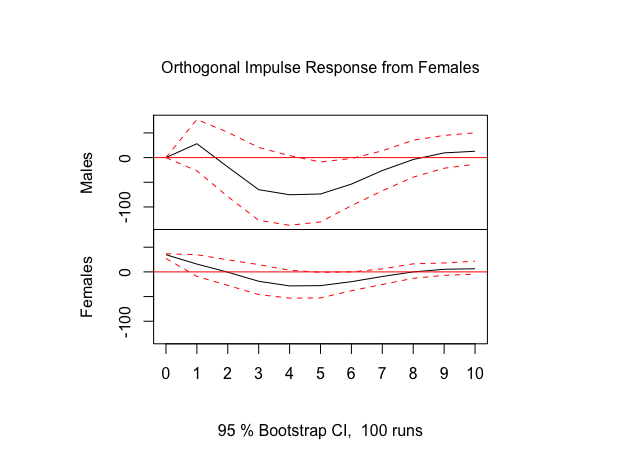 Orthogonal Impulse Response from Females
Males
0
-100
Females
0
-100
0 1 2 3 4 5 6 7 8 9 10
95 % Bootstrap CI,  100 runs